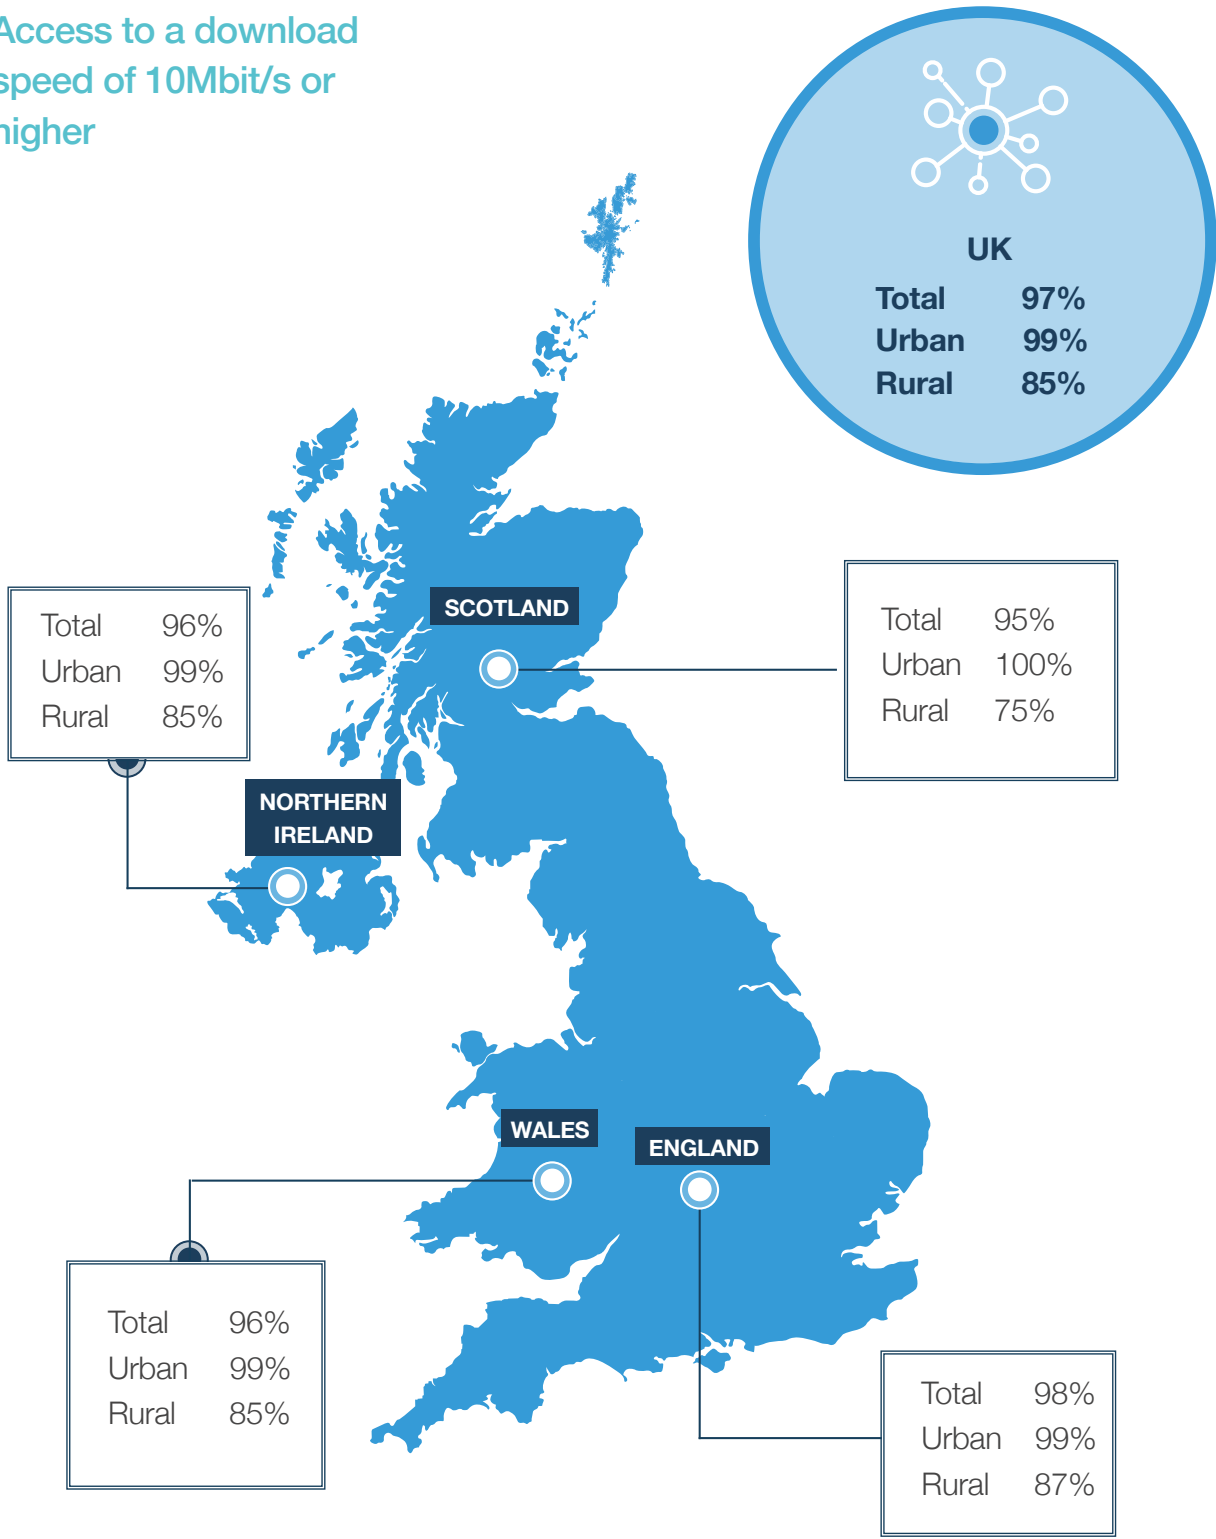 Access to a download
speed of 10Mbit/s or
higher
UK
Total 97%
Urban 99%
Rural 85%
SCOTLAND
Total 95%
Urban 100%
Rural 75%
Total 96%
Urban 99%
Rural 85%
NORTHERN
IRELAND
WALES
ENGLAND
Total 96%
Urban 99%
Rural 85%
Total 98%
Urban 99%
Rural 87%